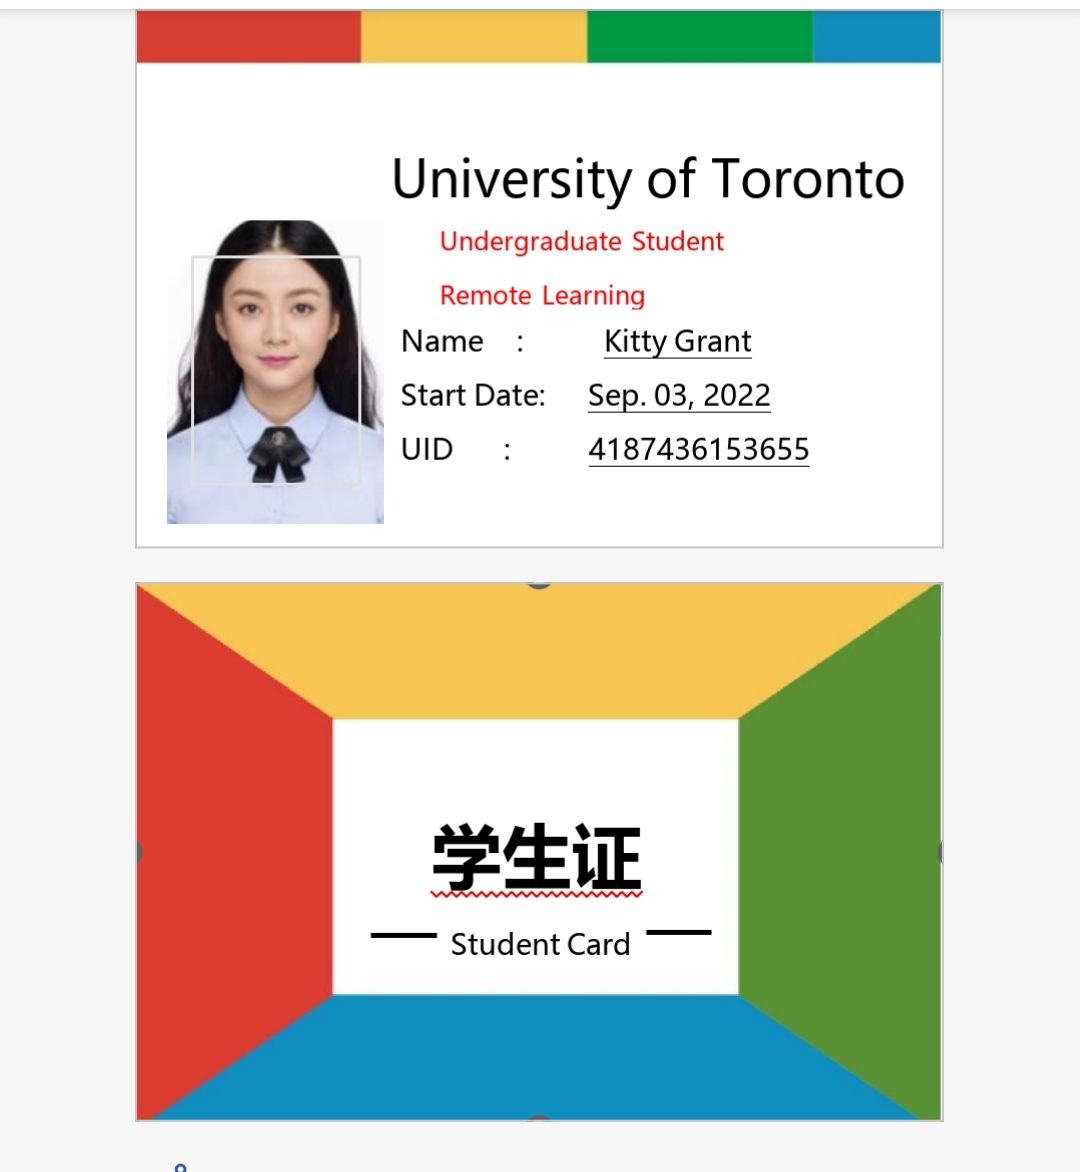 University of Toronto
Undergraduate Student
Remote Learning
Name : Kitty Grant
Start Date: Sep. 03, 2022
UID : 4187436153655
学生证
Student Card